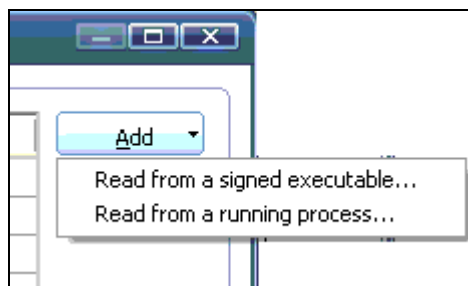 Add
Read from a signed executable...
Read from a running process...